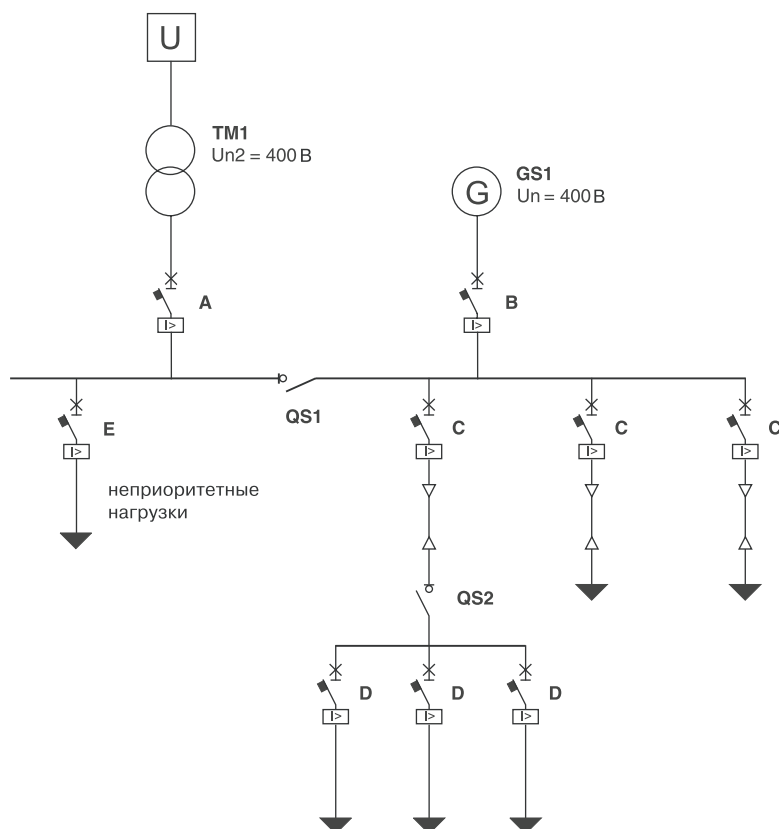 U
TM1
Un2 = 400 В
GS1
G
Un = 400 В
A
B
I>
I>
QS1
E
C
C
C
I>
I>
I>
I>
неприоритетные
нагрузки
QS2
D
D
D
I>
I>
I>